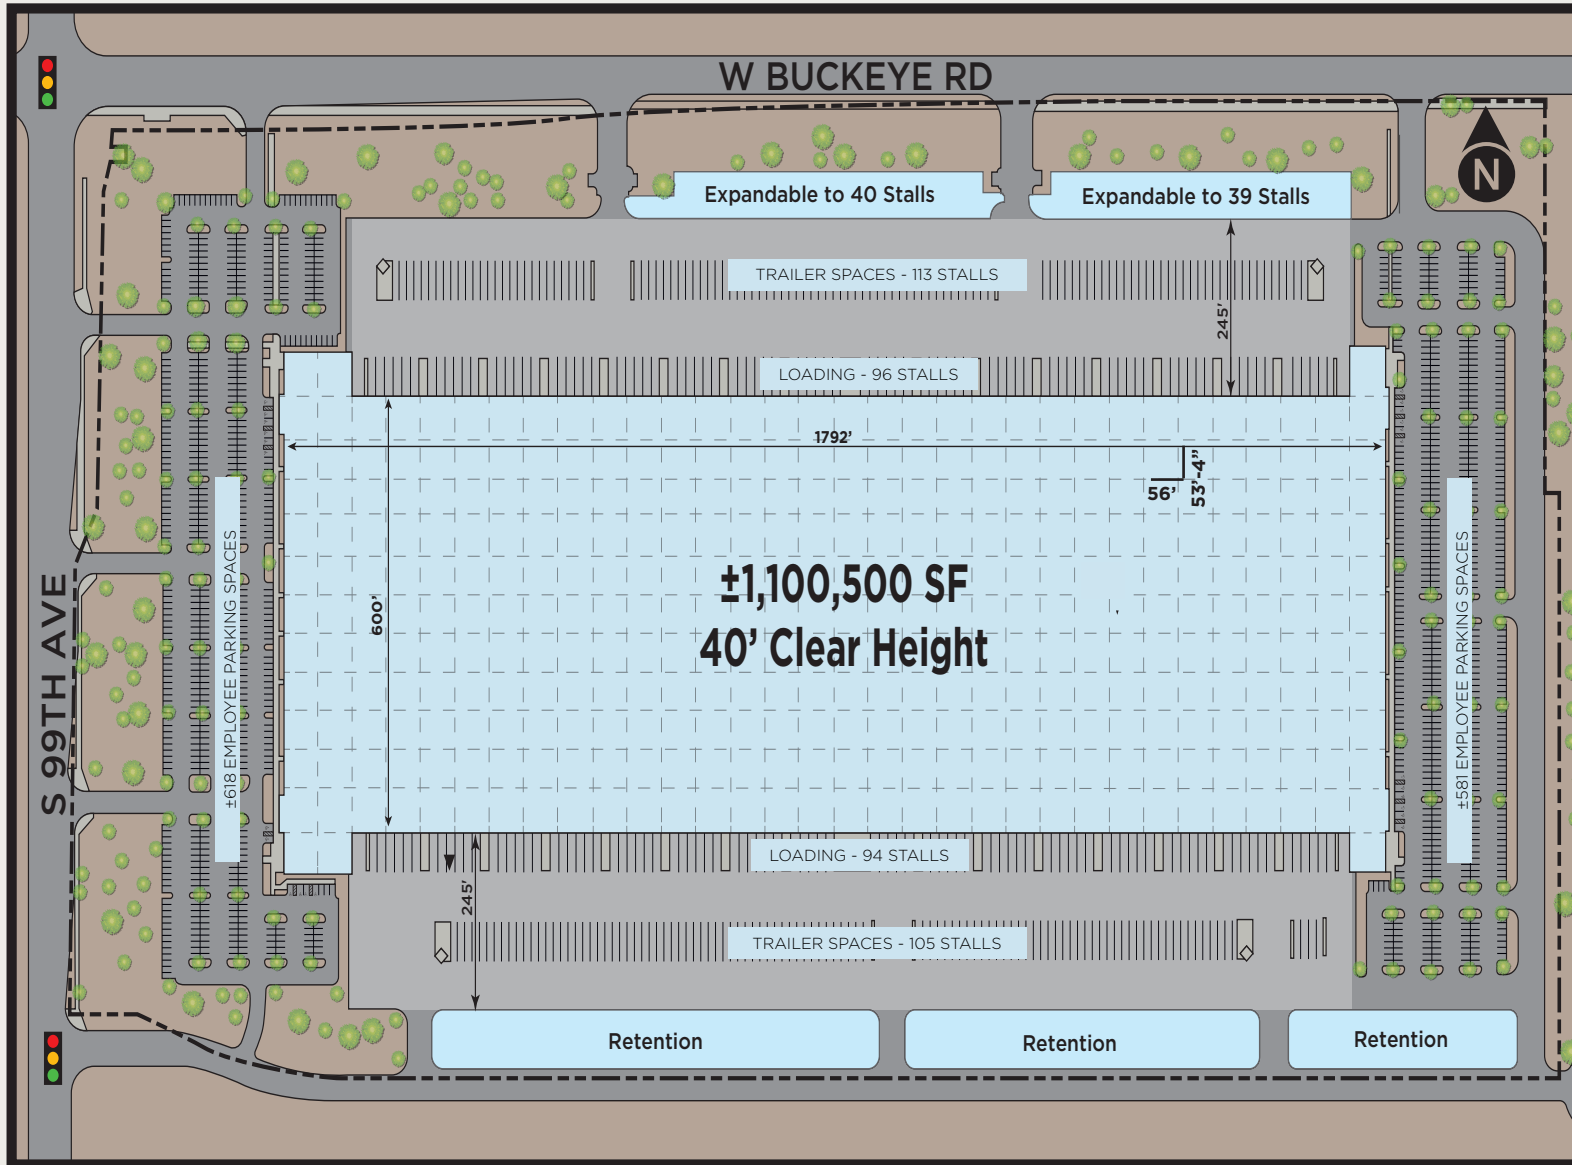 W BUCKEYE RD
N
Expandable to 40 Stalls
Expandable to 39 Stalls
TRAILER SPACES - 113 STALLS
245'
LOADING - 96 STALLS
1792'
56'
53'-4"
600'
±1,100,500 SF
40' Clear Height
S 99TH AVE
±618 EMPLOYEE PARKING SPACES
±581 EMPLOYEE PARKING SPACES
LOADING - 94 STALLS
245'
TRAILER SPACES - 105 STALLS
Retention
Retention
Retention